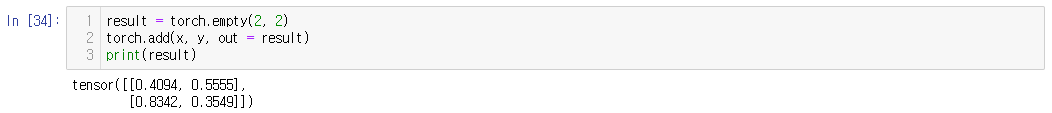 In [34]:
1 result = torch.empty(2, 2)
2 torch.add(x, y, out = result)
3 print(result)
tensor([[0.4094, 0.5555],
[0.8342, 0.3549]])